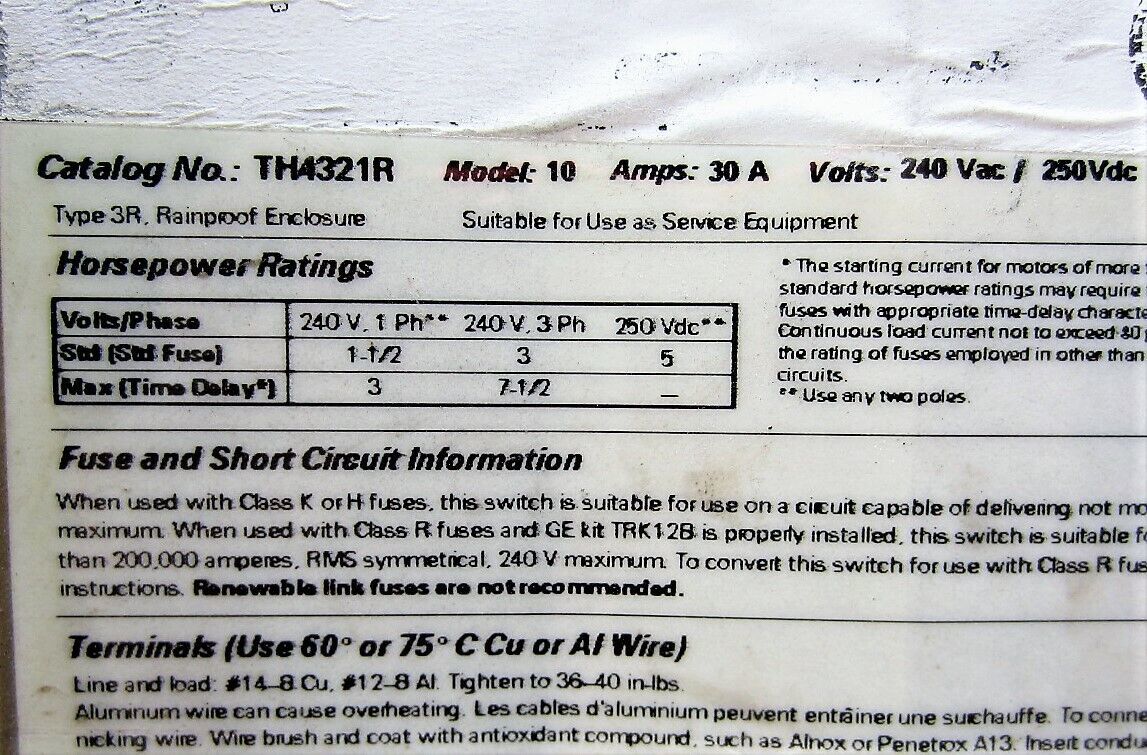 Catalog No.: TH4321R Model: 10 Amps: 30 A Volts: 240 Vac / 250Vdc
Type 3R, Rainproof Enclosure Suitable for Use as Service Equipment
Horsepower Ratings
Volts/Phase 240 V, 1 Ph** 240 V, 3 Ph 250 Vdc**
Std (Std Fuse) 1-1/2 3 5
Max (Time Delay*) 3 7-1/2 —
* The starting current for motors of more
standard horsepower ratings may require
fuses with appropriate time-delay characte
Continuous load current not to exceed 80
the rating of fuses employed in other than
circuits.
** Use any two poles.
Fuse and Short Circuit Information
When used with Class K or H fuses, this switch is suitable for use on a circuit capable of delivering not mo
maximum. When used with Class R fuses and GE kit TRK12B is properly installed, this switch is suitable f
than 200,000 amperes, RMS symmetrical, 240 V maximum. To convert this switch for use with Class R fus
instructions. Renewable link fuses are not recommended.
Terminals (Use 60° or 75° C Cu or Al Wire)
Line and load: #14-8 Cu, #12-8 Al. Tighten to 36-40 in-lbs.
Aluminum wire can cause overheating. Les cables d'aluminium peuvent entrâiner une surchauffe. To conne
nicking wire. Wire brush and coat with antioxidant compound, such as Alnox or Penetrox A13. Insert cond